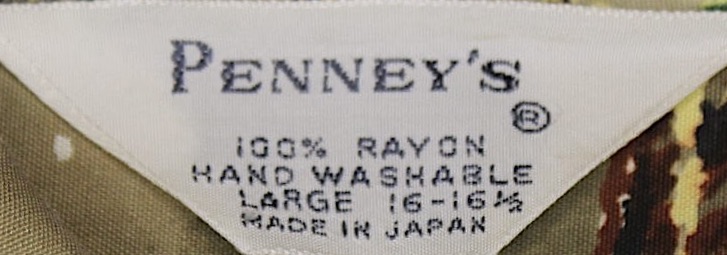 PENNEY'S
®
100% RAYON
HAND WASHABLE
LARGE 16-16½
MADE IN JAPAN